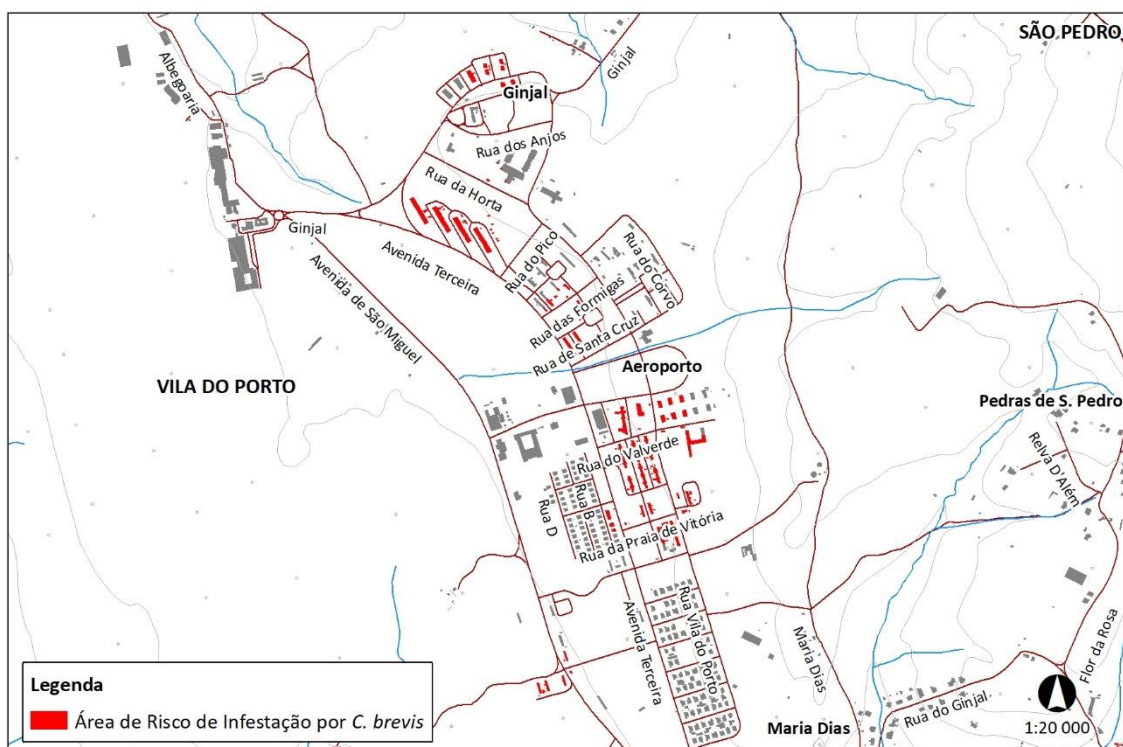 SÃO PEDRO
Albegoaria
Ginjal
Ginjal
Rua dos Anjos
Rua da Horta
Ginjal
Avenida Terceira
Rua do Pico
Rua do Corvo
Avenida de São Miguel
Rua das Formigas
Rua de Santa Cruz
Aeroporto
VILA DO PORTO
Pedras de S. Pedro
Rua do Valverde
Relva D'Além
Rua D
Rua B
Rua da Praia de Vitória
Avenida Terceira
Rua Vila do Porto
Maria Dias
Flor da Rosa
Rua do Ginjal
Maria Dias
1:20 000
Legenda
Área de Risco de Infestação por C. brevis